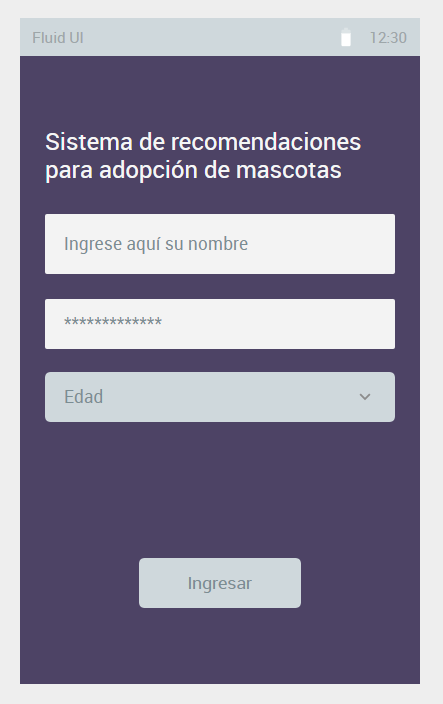 Fluid UI 12:30
Sistema de recomendaciones
para adopción de mascotas
Ingrese aquí su nombre
*************
Edad
Ingresar